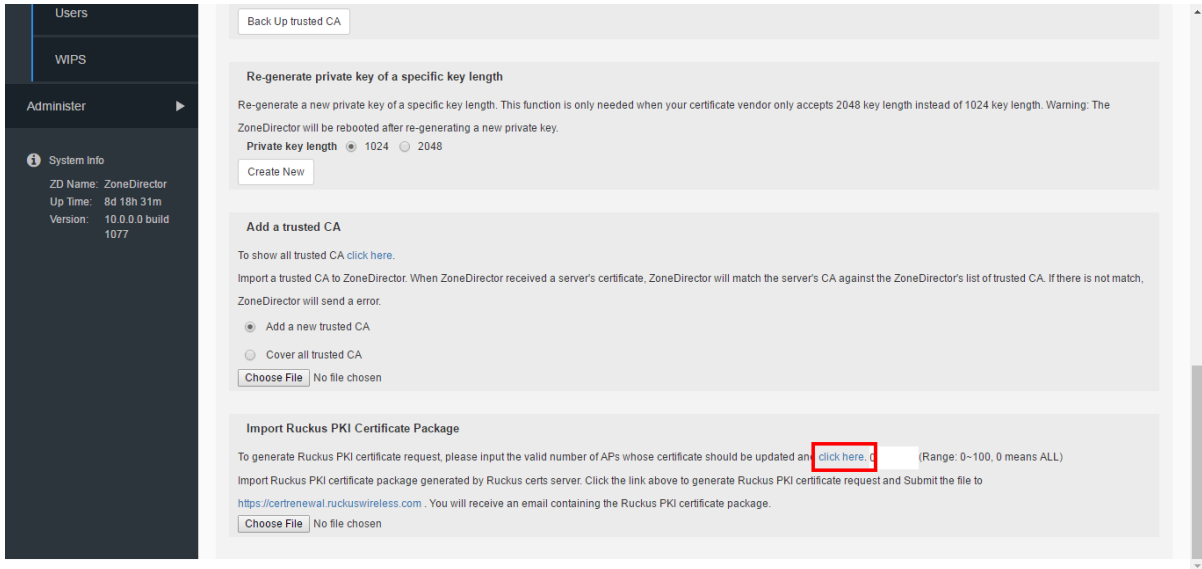 Users
WIPS
Administer
System Info
ZD Name: ZoneDirector
Up Time: 8d 18h 31m
Version: 10.0.0.0 build
1077
Back Up trusted CA
Re-generate private key of a specific key length
Re-generate a new private key of a specific key length. This function is only needed when your certificate vendor only accepts 2048 key length instead of 1024 key length. Warning: The
ZoneDirector will be rebooted after re-generating a new private key.
Private key length 1024 2048
Create New
Add a trusted CA
To show all trusted CA click here.
Import a trusted CA to ZoneDirector. When ZoneDirector received a server's certificate, ZoneDirector will match the server's CA against the ZoneDirector's list of trusted CA. If there is not match,
ZoneDirector will send a error.
Add a new trusted CA
Cover all trusted CA
Choose File No file chosen
Import Ruckus PKI Certificate Package
To generate Ruckus PKI certificate request, please input the valid number of APs whose certificate should be updated and click here. 0 (Range: 0~100, 0 means ALL)
Import Ruckus PKI certificate package generated by Ruckus certs server. Click the link above to generate Ruckus PKI certificate request and Submit the file to
https://certrenewal.ruckuswireless.com . You will receive an email containing the Ruckus PKI certificate package.
Choose File No file chosen